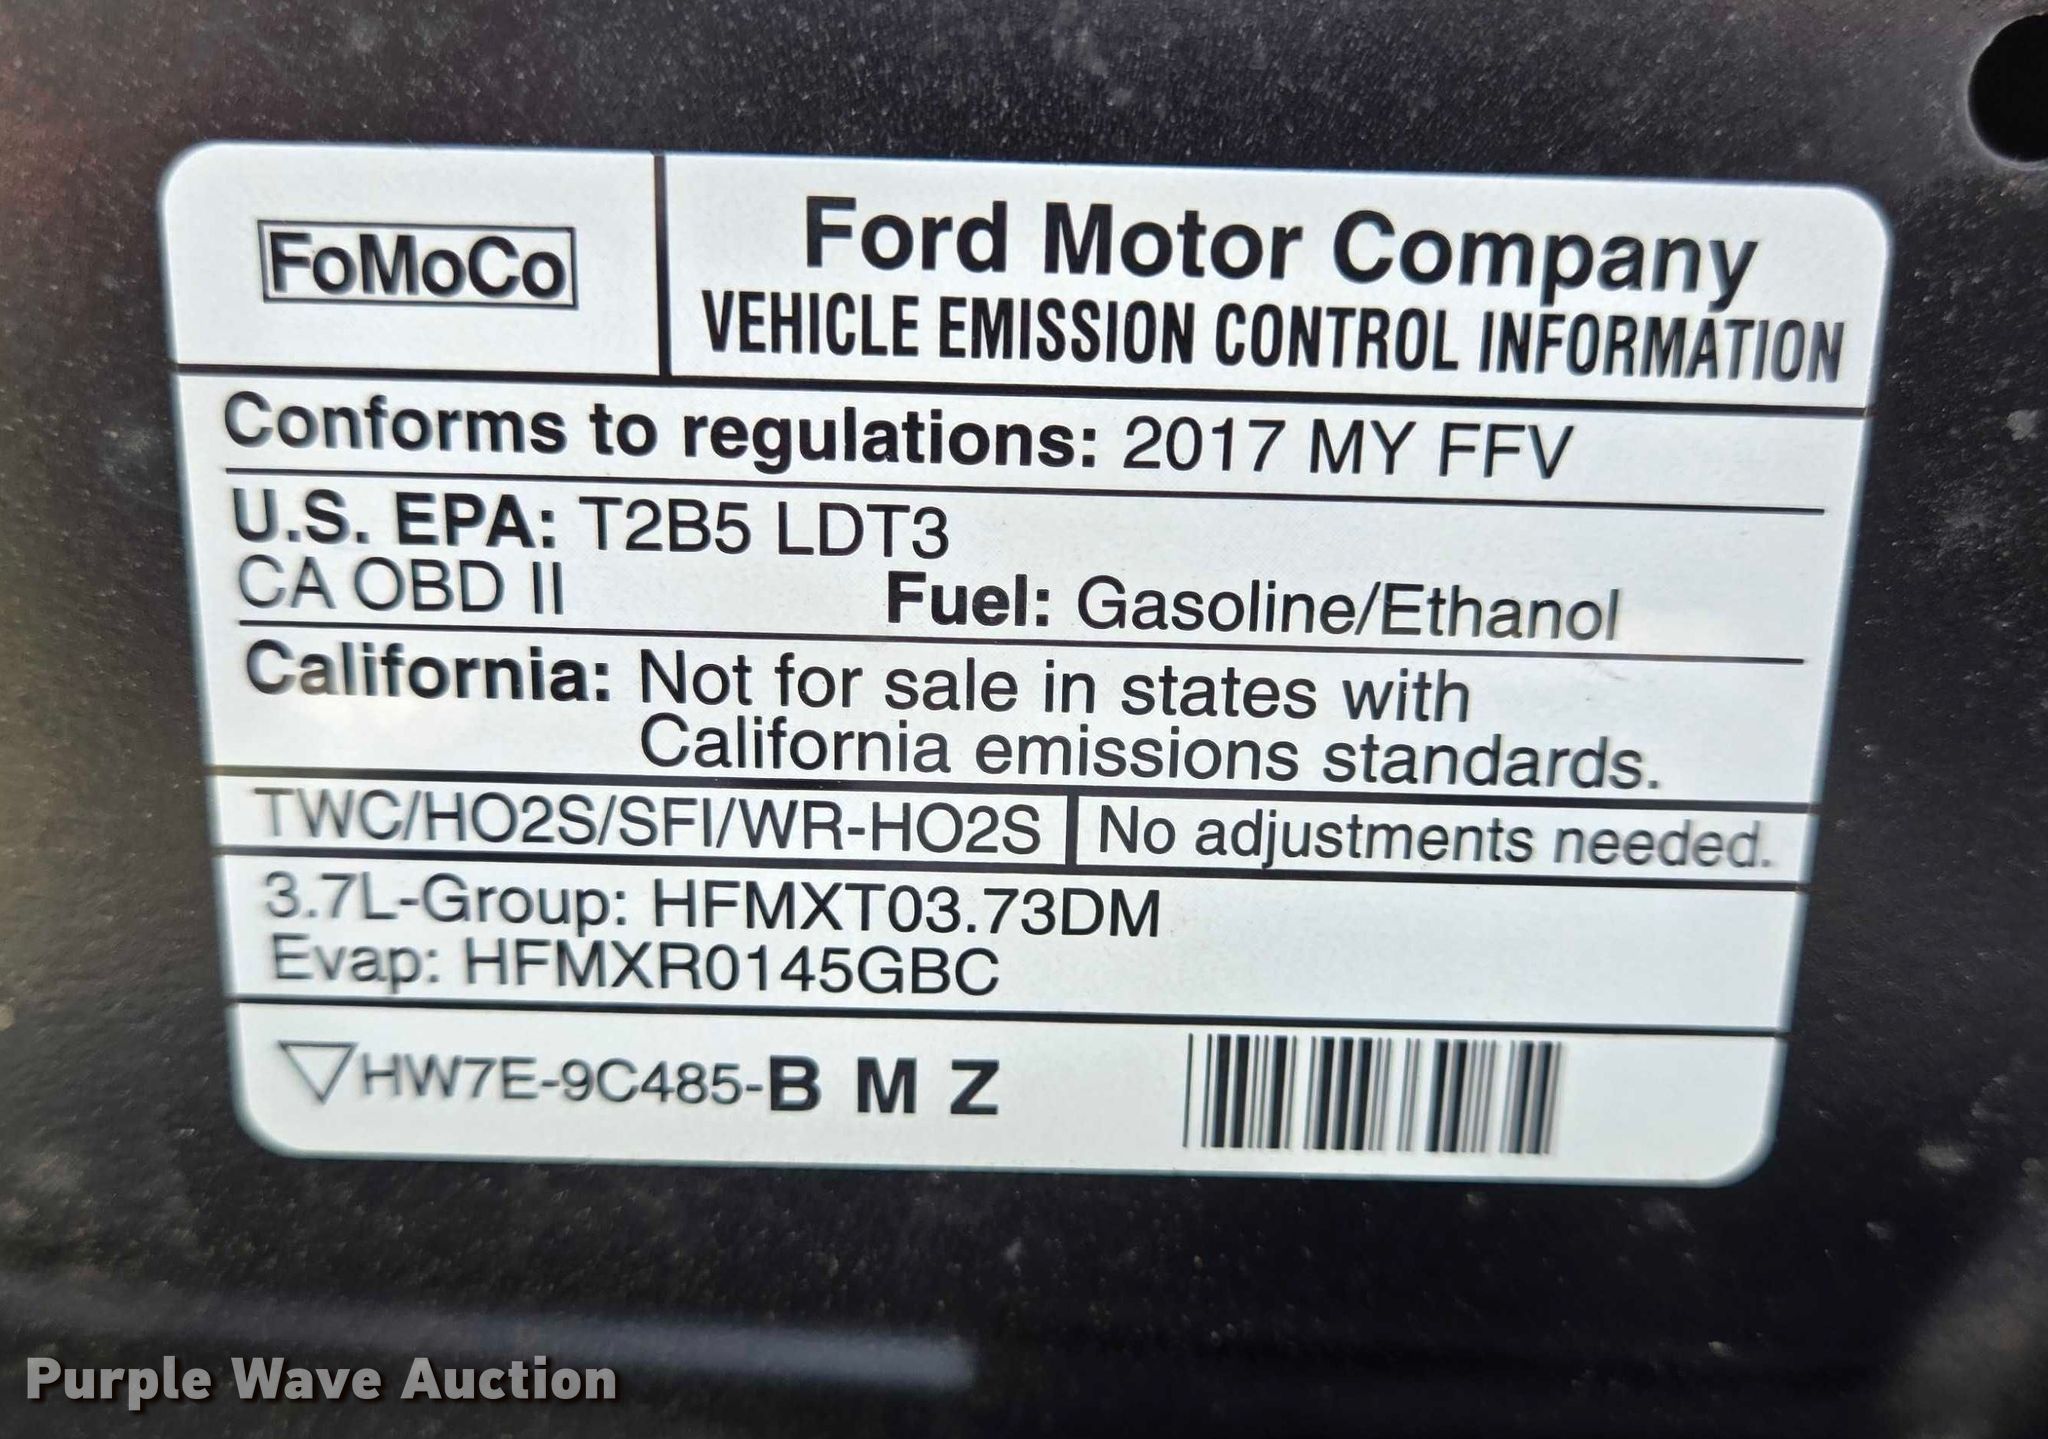 FoMoCo
Ford Motor Company
VEHICLE EMISSION CONTROL INFORMATION
Conforms to regulations: 2017 MY FFV
U.S. EPA: T2B5 LDT3
CA OBD II Fuel: Gasoline/Ethanol
California: Not for sale in states with
California emissions standards.
TWC/HO2S/SFI/WR-HO2S No adjustments needed.
3.7L-Group: HFMXT03.73DM
Evap: HFMXR0145GBC
HW7E-9C485-B M Z
Purple Wave Auction